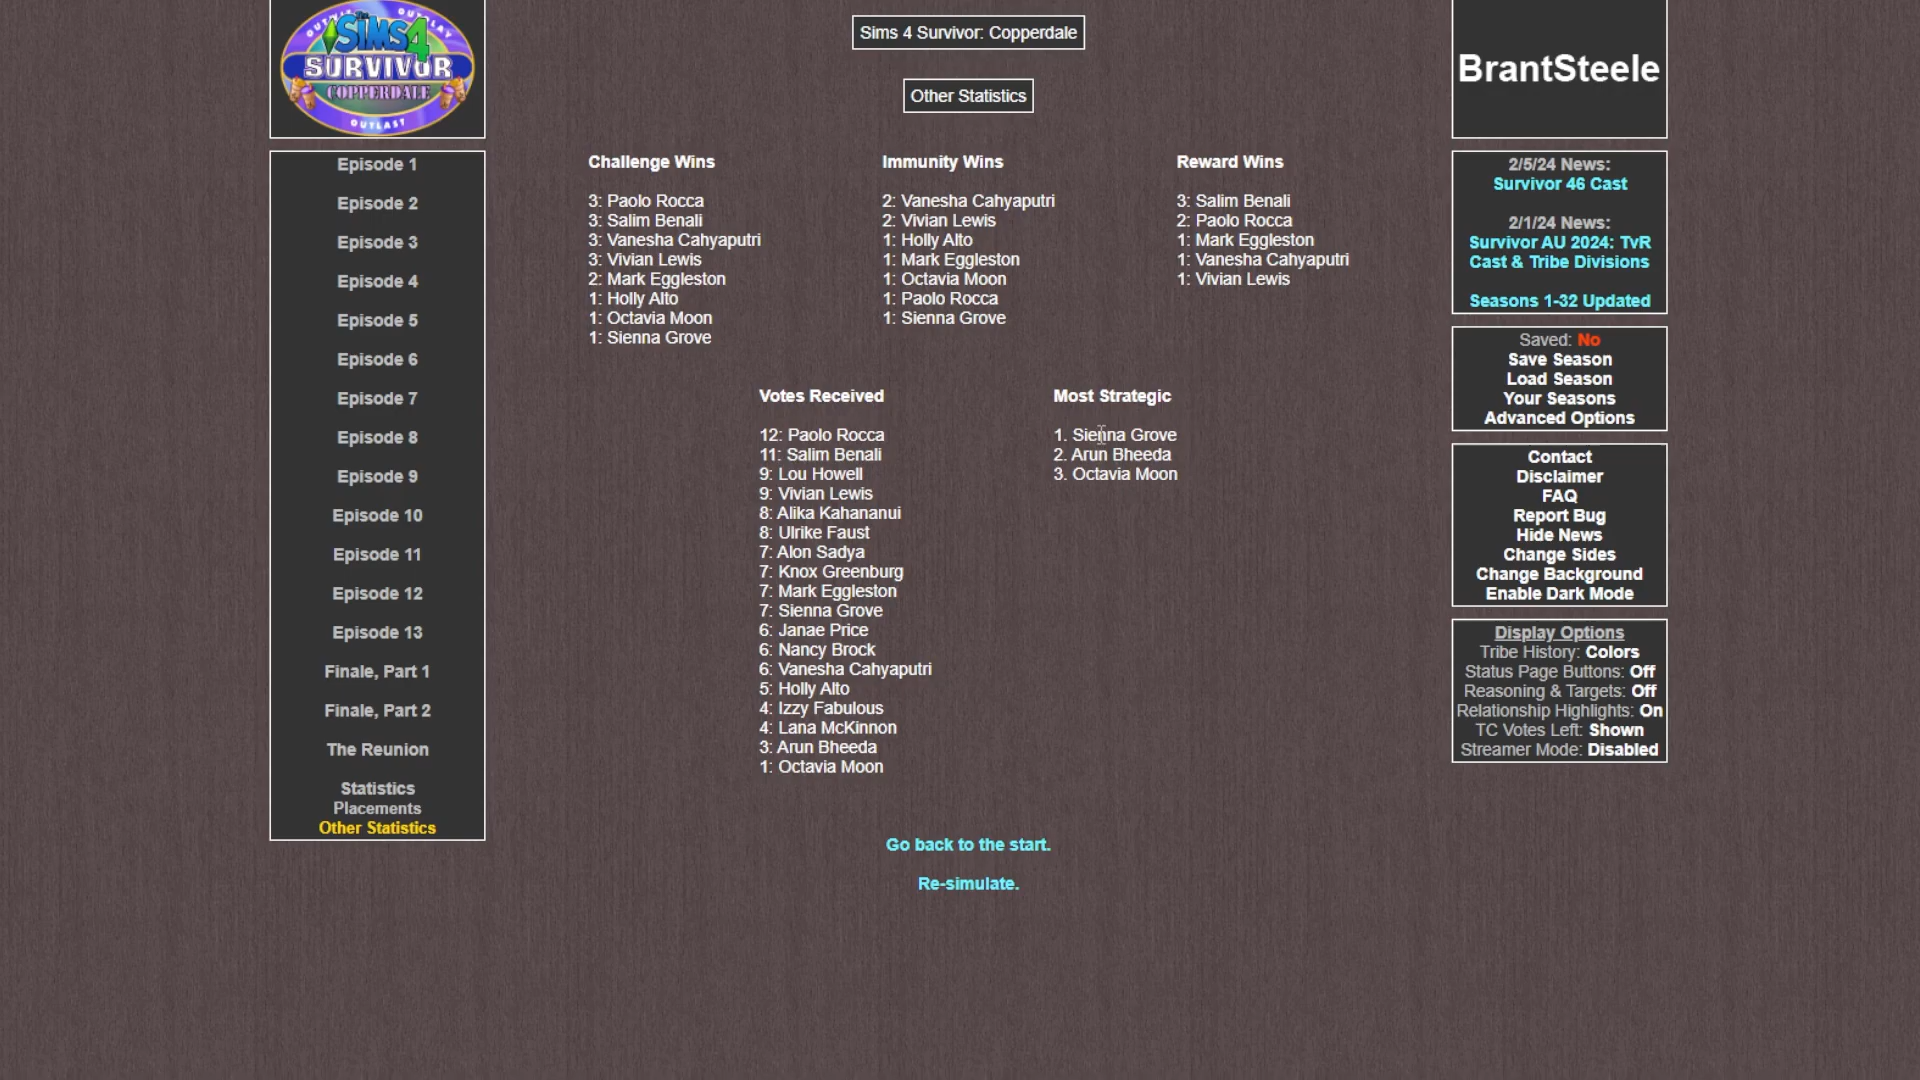 OUTWIT OUTPLAY
The SIMS 4
SURVIVOR
COPPERDALE
OUTLAST
Episode 1
Episode 2
Episode 3
Episode 4
Episode 5
Episode 6
Episode 7
Episode 8
Episode 9
Episode 10
Episode 11
Episode 12
Episode 13
Finale, Part 1
Finale, Part 2
The Reunion
Statistics
Placements
Other Statistics
Sims 4 Survivor: Copperdale
Other Statistics
Challenge Wins
3: Paolo Rocca
3: Salim Benali
3: Vanesha Cahyaputri
3: Vivian Lewis
2: Mark Eggleston
1: Holly Alto
1: Octavia Moon
1: Sienna Grove
Immunity Wins
2: Vanesha Cahyaputri
2: Vivian Lewis
1: Holly Alto
1: Mark Eggleston
1: Octavia Moon
1: Paolo Rocca
1: Sienna Grove
Reward Wins
3: Salim Benali
2: Paolo Rocca
1: Mark Eggleston
1: Vanesha Cahyaputri
1: Vivian Lewis
Votes Received
12: Paolo Rocca
11: Salim Benali
9: Lou Howell
9: Vivian Lewis
8: Alika Kahananui
8: Ulrike Faust
7: Alon Sadya
7: Knox Greenburg
7: Mark Eggleston
7: Sienna Grove
6: Janae Price
6: Nancy Brock
6: Vanesha Cahyaputri
5: Holly Alto
4: Izzy Fabulous
4: Lana McKinnon
3: Arun Bheeda
1: Octavia Moon
Most Strategic
1. Sienna Grove
2. Arun Bheeda
3. Octavia Moon
Go back to the start.
Re-simulate.
BrantSteele
2/5/24 News:
Survivor 46 Cast
2/1/24 News:
Survivor AU 2024: TvR
Cast & Tribe Divisions
Seasons 1-32 Updated
Saved: No
Save Season
Load Season
Your Seasons
Advanced Options
Contact
Disclaimer
FAQ
Report Bug
Hide News
Change Sides
Change Background
Enable Dark Mode
Display Options
Tribe History: Colors
Status Page Buttons: Off
Reasoning & Targets: Off
Relationship Highlights: On
TC Votes Left: Shown
Streamer Mode: Disabled